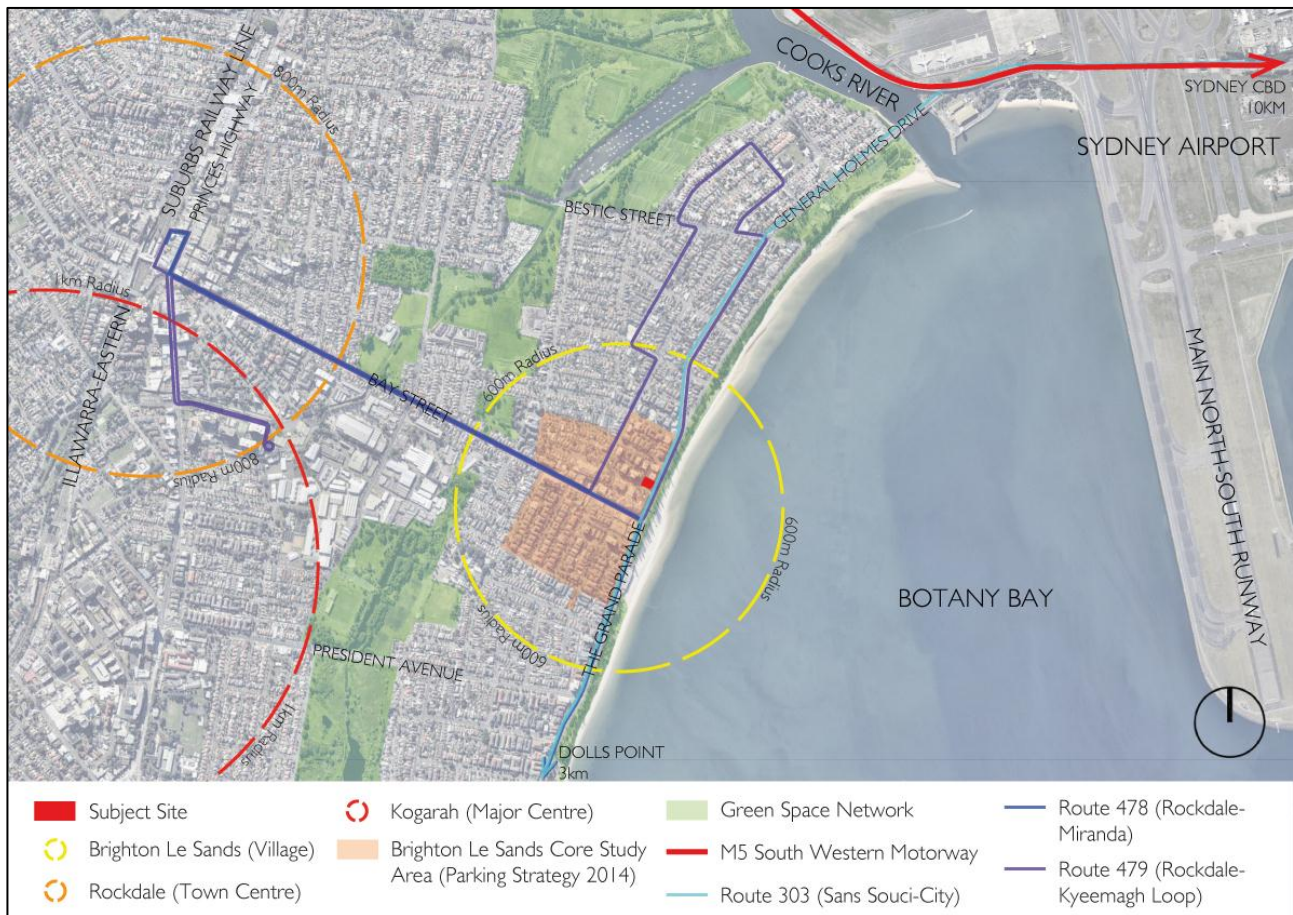 SUBURBS RAILWAY LINE
PRINCES HIGHWAY
800m Radius
COOKS RIVER
SYDNEY CBD
10KM
SYDNEY AIRPORT
GENERAL HOLMES DRIVE
BESTIC STREET
1km Radius
ILLAWARRA-EASTERN
MAIN NORTH-SOUTH RUNWAY
600m Radius
BAY STREET
800m Radius
600m Radius
THE GRAND PARADE
600m Radius
BOTANY BAY
PRESIDENT AVENUE
1km Radius
DOLLS POINT
3km
Subject Site
Brighton Le Sands (Village)
Rockdale (Town Centre)
Kogarah (Major Centre)
Brighton Le Sands Core Study
Area (Parking Strategy 2014)
Green Space Network
M5 South Western Motorway
Route 303 (Sans Souci-City)
Route 478 (Rockdale-
Miranda)
Route 479 (Rockdale-
Kyeemagh Loop)